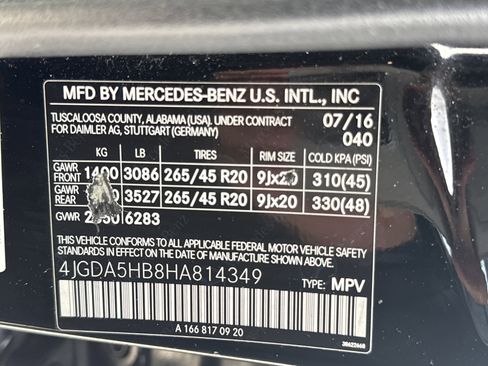 MFD BY MERCEDES-BENZ U.S. INTL., INC
TUSCALOOSA COUNTY, ALABAMA (USA), UNDER CONTRACT 07/16
FOR DAIMLER AG, STUTTGART (GERMANY) 040
KG LB TIRES RIM SIZE COLD KPA (PSI)
GAWR FRONT 1400 3086 265/45 R20 9Jx20 310(45)
GAWR REAR 3527 265/45 R20 9Jx20 330(48)
GVWR 6283
THIS VEHICLE CONFORMS TO ALL APPLICABLE U.S. FEDERAL MOTOR VEHICLE SAFETY
STANDARDS IN EFFECT ON THE DATE OF MANUFACTURE SHOWN ABOVE.
4JGDA5HB8HA814349 TYPE: MPV
A 166 817 09 20